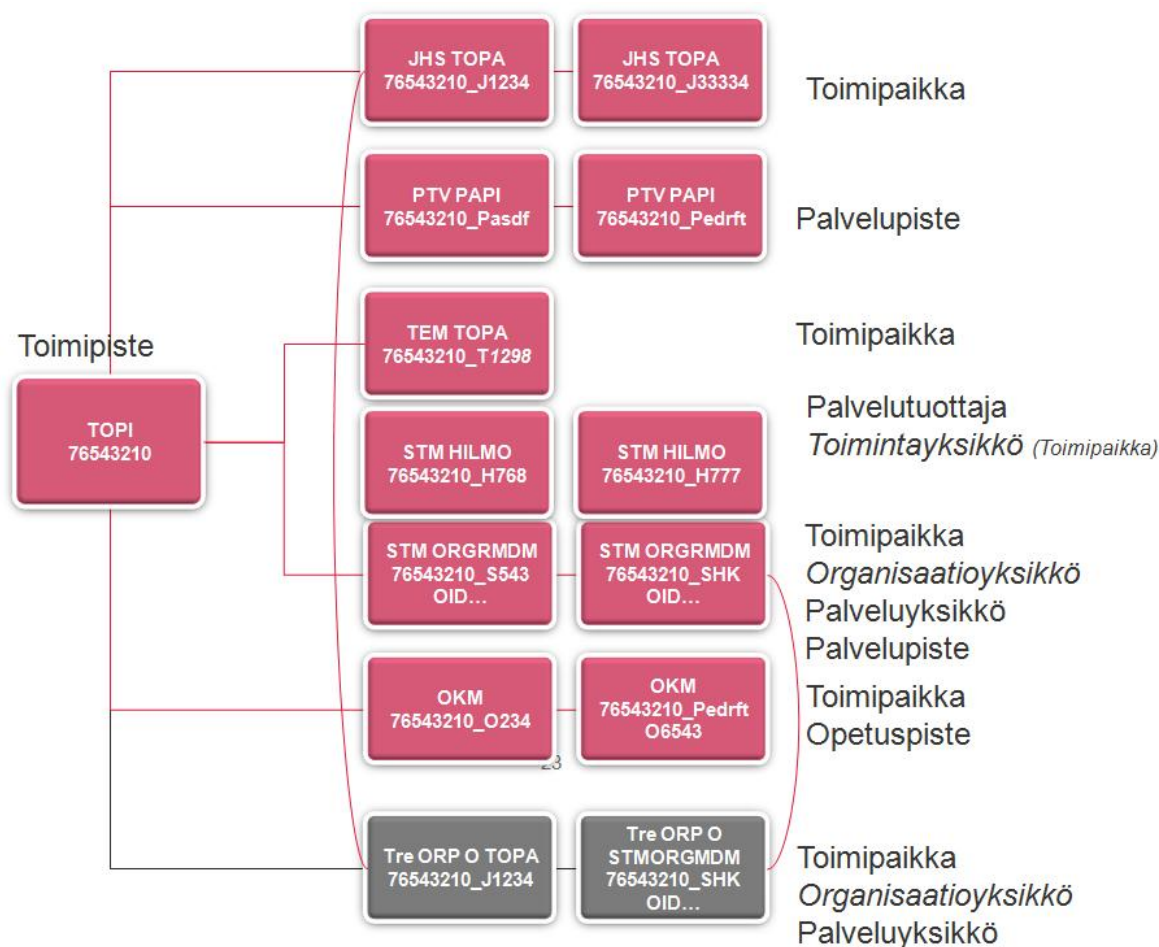 JHS TOPA
76543210_J1234
JHS TOPA
76543210_J33334
Toimipaikka
PTV PAPI
76543210_Pasdf
PTV PAPI
76543210_Pedrft
Palvelupiste
TEM TOPA
76543210_T1298
Toimipaikka
Toimipiste
TOPI
76543210
STM HILMO
76543210_H768
STM HILMO
76543210_H777
Palvelutuottaja
Toimintayksikkö (Toimipaikka)
STM ORGRMDM
76543210_S543
OID...
STM ORGRMDM
76543210_SHK
OID...
Toimipaikka
Organisaatioyksikkö
Palveluyksikkö
Palvelupiste
OKM
76543210_O234
OKM
76543210_Pedrft
O6543
Toimipaikka
Opetuspiste
23
Tre ORP O TOPA
76543210_J1234
Tre ORP O
STMORGMDM
76543210_SHK
OID...
Toimipaikka
Organisaatioyksikkö
Palveluyksikkö